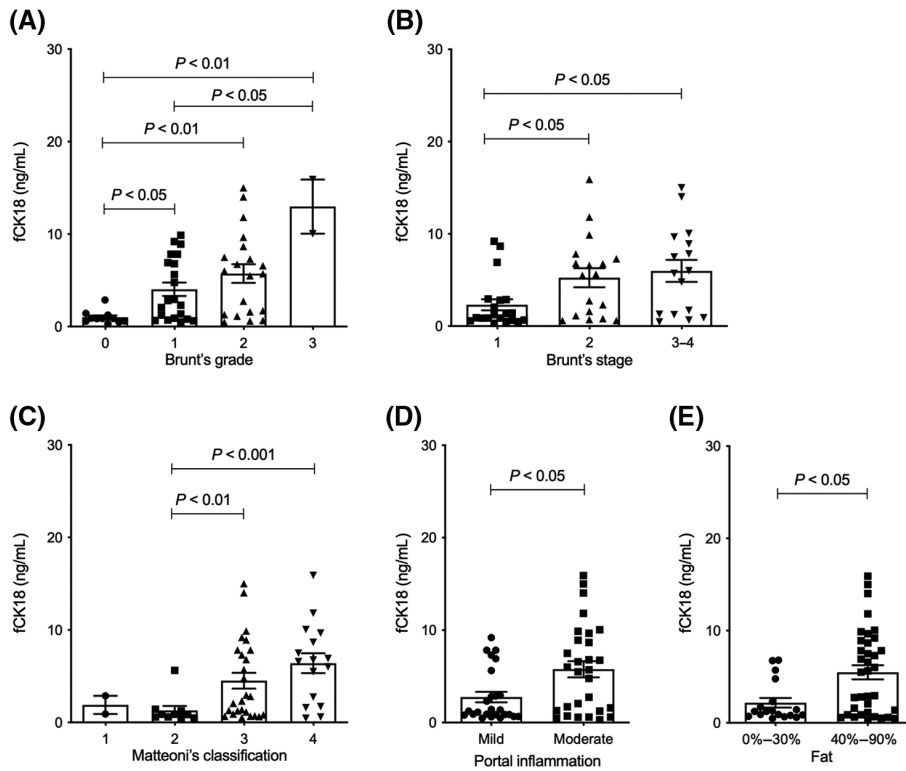 (A)
30
20
10
0
fCK18 (ng/mL)
P < 0.01
P < 0.05
P < 0.01
P < 0.05
0 1 2 3
Brunt's grade
(B)
30
20
10
0
fCK18 (ng/mL)
P < 0.05
P < 0.05
1 2 3–4
Brunt's stage
(C)
30
20
10
0
fCK18 (ng/mL)
P < 0.001
P < 0.01
1 2 3 4
Matteoni's classification
(D)
30
20
10
0
fCK18 (ng/mL)
P < 0.05
Mild Moderate
Portal inflammation
(E)
30
20
10
0
fCK18 (ng/mL)
P < 0.05
0%–30% 40%–90%
Fat